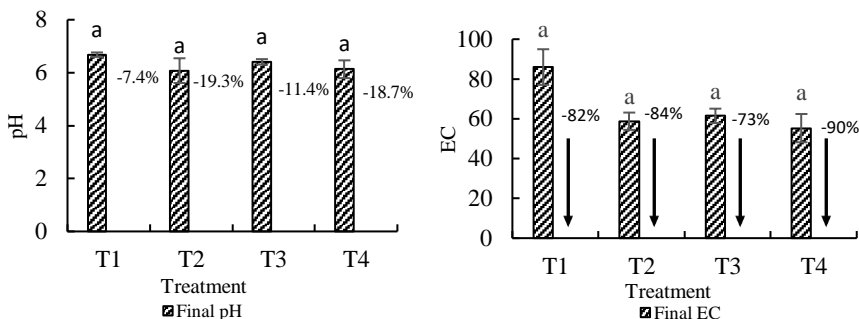 a a a a
8
6
4
2
0
pH
-7.4% -19.3% -11.4% -18.7%
T1 T2 T3 T4
Treatment
Final pH
a a a a
100
80
60
40
20
0
EC
-82% -84% -73% -90%
T1 T2 T3 T4
Treatment
Final EC